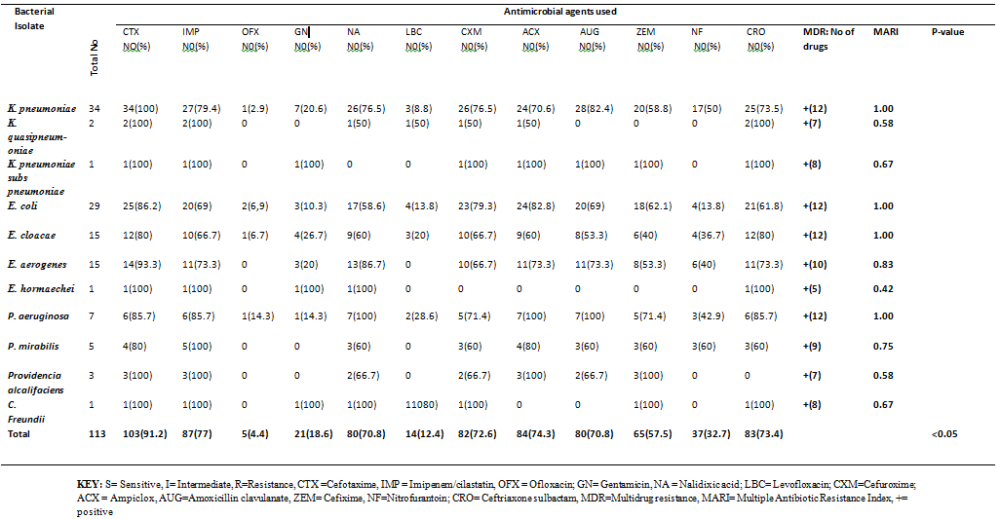 Bacterial Isolate Total No Antimicrobial agents used
CTX IMP OFX GN NA LBC CXM ACX AUG ZEM NF CRO MDR: No of drugs MARI P-value
NO(%) NO(%) NO(%) NO(%) NO(%) NO(%) NO(%) NO(%) NO(%) NO(%) NO(%) NO(%)
K. pneumoniae 34 34(100) 27(79.4) 1(2.9) 7(20.6) 26(76.5) 3(8.8) 26(76.5) 24(70.6) 28(82.4) 20(58.8) 17(50) 25(73.5) +(12) 1.00
K. 2 2(100) 2(100) 0 0 1(50) 1(50) 1(50) 1(50) 0 0 0 2(100) +(7) 0.58
quasipneum-
oniae
K. pneumoniae 1 1(100) 1(100) 0 1(100) 0 0 1(100) 1(100) 1(100) 1(100) 0 1(100) +(8) 0.67
subs
pneumoniae
E. coli 29 25(86.2) 20(69) 2(6,9) 3(10.3) 17(58.6) 4(13.8) 23(79.3) 24(82.8) 20(69) 18(62.1) 4(13.8) 21(61.8) +(12) 1.00
E. cloacae 15 12(80) 10(66.7) 1(6.7) 4(26.7) 9(60) 3(20) 10(66.7) 9(60) 8(53.3) 6(40) 4(36.7) 12(80) +(12) 1.00
E. aerogenes 15 14(93.3) 11(73.3) 0 3(20) 13(86.7) 0 10(66.7) 11(73.3) 11(73.3) 8(53.3) 6(40) 11(73.3) +(10) 0.83
E. hormaechei 1 1(100) 1(100) 0 1(100) 1(100) 0 0 0 0 0 0 1(100) +(5) 0.42
P. aeruginosa 7 6(85.7) 6(85.7) 1(14.3) 1(14.3) 7(100) 2(28.6) 5(71.4) 7(100) 7(100) 5(71.4) 3(42.9) 6(85.7) +(12) 1.00
P. mirabilis 5 4(80) 5(100) 0 0 3(60) 0 3(60) 4(80) 3(60) 3(60) 3(60) 3(60) +(9) 0.75
Providencia 3 3(100) 3(100) 0 0 2(66.7) 0 2(66.7) 3(100) 2(66.7) 3(100) 0 0 +(7) 0.58
alcalifaciens
C. 1 1(100) 1(100) 0 1(100) 1(100) 11080) 1(100) 0 0 1(100) 0 1(100) +(8) 0.67
Freundii
Total 113 103(91.2) 87(77) 5(4.4) 21(18.6) 80(70.8) 14(12.4) 82(72.6) 84(74.3) 80(70.8) 65(57.5) 37(32.7) 83(73.4) <0.05
KEY: S= Sensitive, I= Intermediate, R=Resistance, CTX =Cefotaxime, IMP = Imipenem/cilastatin, OFX = Ofloxacin; GN= Gentamicin, NA = Nalidixic acid; LBC= Levofloxacin; CXM=Cefuroxime;
ACX = Ampiclox, AUG=Amoxicillin clavulanate, ZEM= Cefixime, NF=Nitrofurantoin; CRO= Ceftriaxone sulbactam, MDR=Multidrug resistance, MARI= Multiple Antibiotic Resistance Index, +=
positive